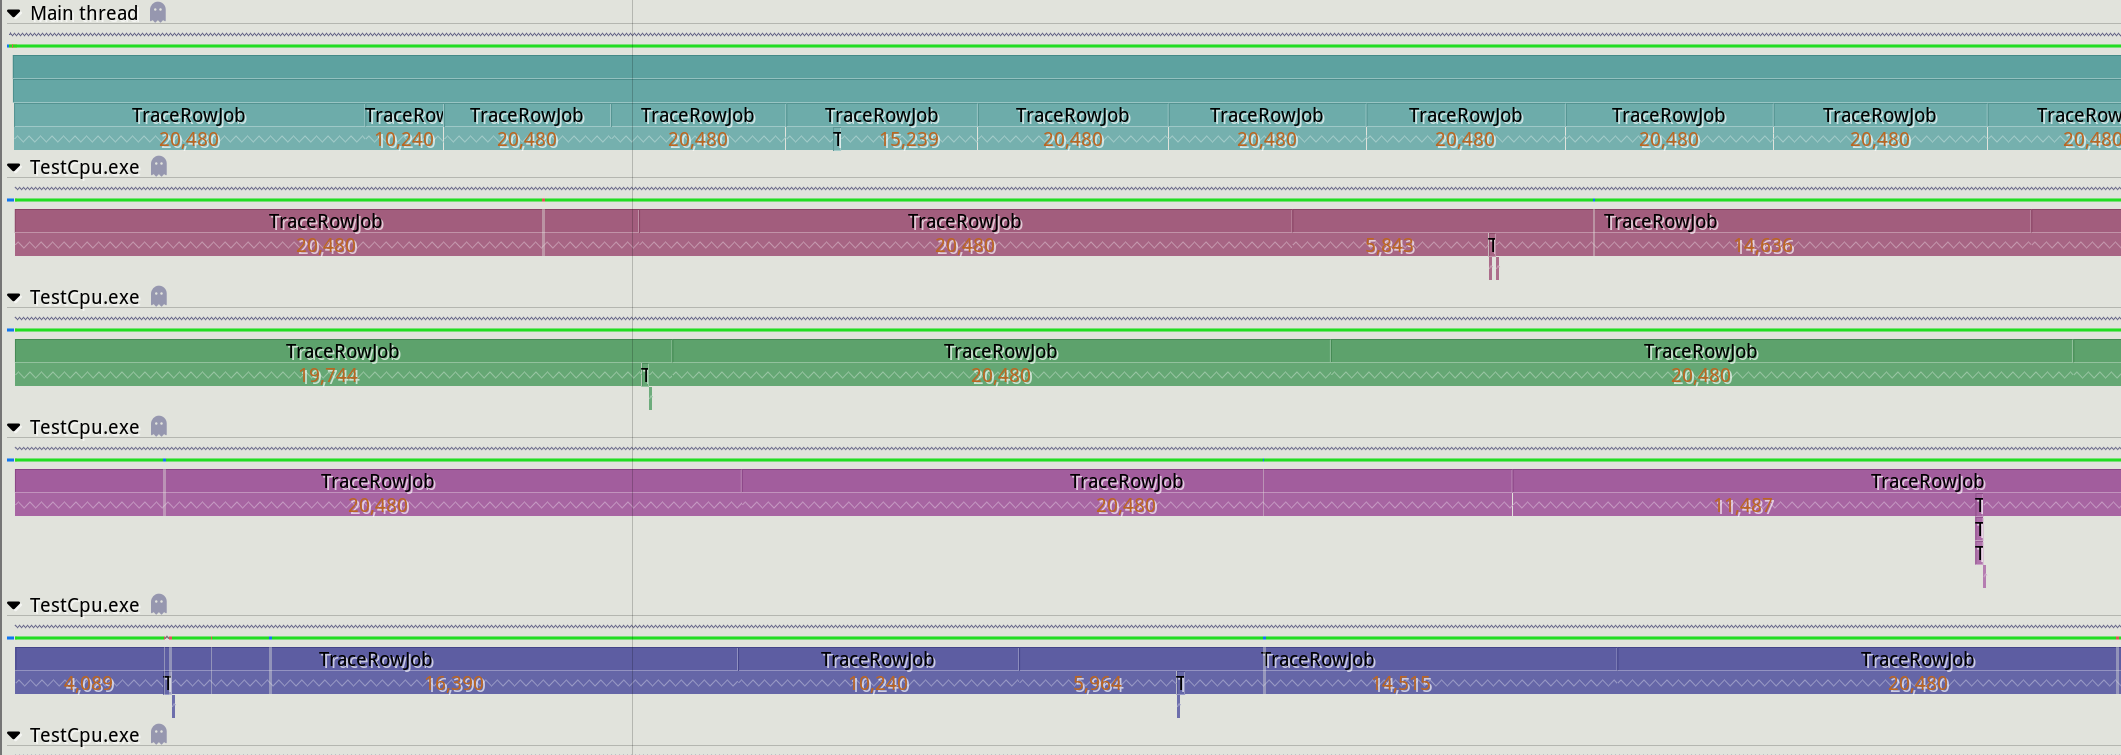 Main thread
TraceRowJob TraceRow TraceRowJob TraceRowJob TraceRowJob TraceRowJob TraceRowJob TraceRowJob TraceRowJob TraceRowJob TraceRow
20,480 10,240 20,480 20,480 T 15,239 20,480 20,480 20,480 20,480 20,480 20,480
TestCpu.exe
TraceRowJob TraceRowJob TraceRowJob
20,480 20,480 5,843 T 14,636
TestCpu.exe
TraceRowJob TraceRowJob TraceRowJob
19,744 T 20,480 20,480
TestCpu.exe
TraceRowJob TraceRowJob TraceRowJob
20,480 20,480 11,487 T
T
T
TestCpu.exe
TraceRowJob TraceRowJob TraceRowJob TraceRowJob
4,089 T 16,390 10,240 5,964 T 14,515 20,480
TestCpu.exe